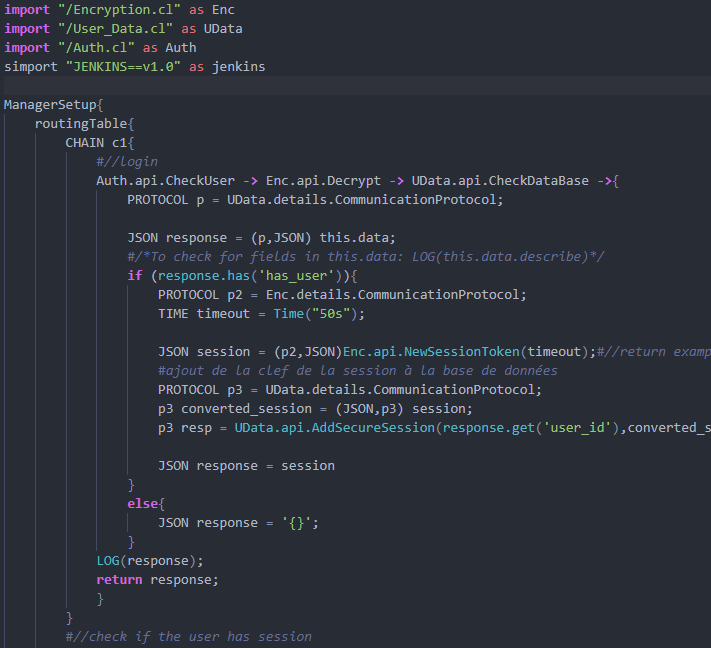 import "/Encryption.cl" as Enc
import "/User_Data.cl" as UData
import "/Auth.cl" as Auth
simport "JENKINS==v1.0" as jenkins
ManagerSetup{
routingTable{
CHAIN c1{
#//login
Auth.api.CheckUser -> Enc.api.Decrypt -> UData.api.CheckDataBase ->{
PROTOCOL p = UData.details.CommunicationProtocol;
JSON response = (p,JSON) this.data;
#/*To check for fields in this.data: LOG(this.data.describe)*/
if (response.has('has_user')){
PROTOCOL p2 = Enc.details.CommunicationProtocol;
TIME timeout = Time("50s");
JSON session = (p2,JSON)Enc.api.NewSessionToken(timeout);#//return examp
#ajout de la clef de la session à la base de données
PROTOCOL p3 = UData.details.CommunicationProtocol;
p3 converted_session = (JSON,p3) session;
p3 resp = UData.api.AddSecureSession(response.get('user_id'),converted_s
JSON response = session
}
else{
JSON response = '{}';
}
LOG(response);
return response;
}
}
#//check if the user has session